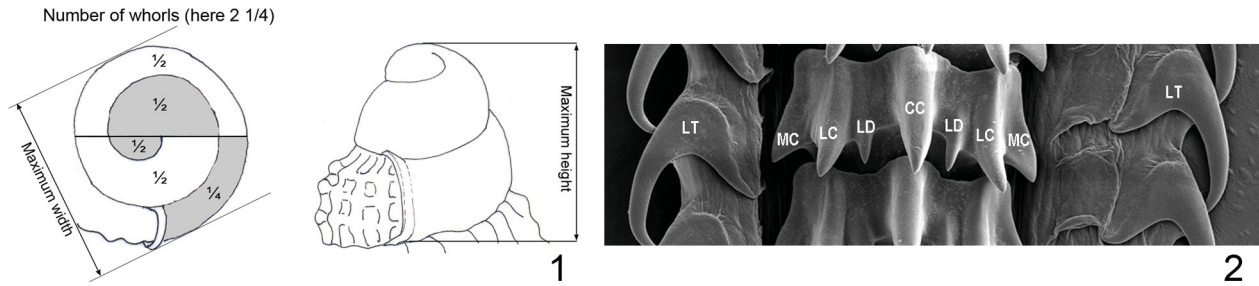 Number of whorls (here 2 1/4)
½
½
½
½
¼
Maximum width
Maximum height
1
LT
MC
LC
LD
CC
LD
LC
MC
LT
2